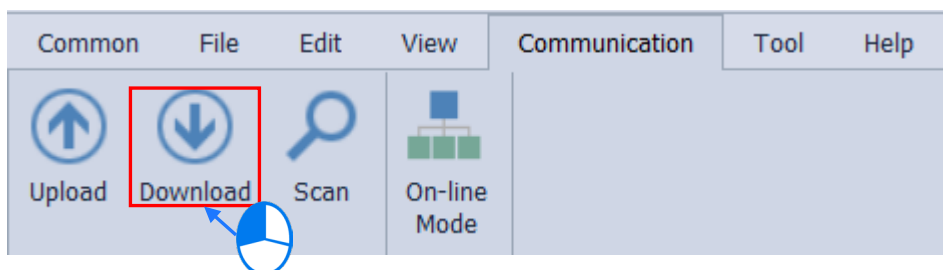 Common File Edit View Communication Tool Help
Upload Download Scan On-line
Mode